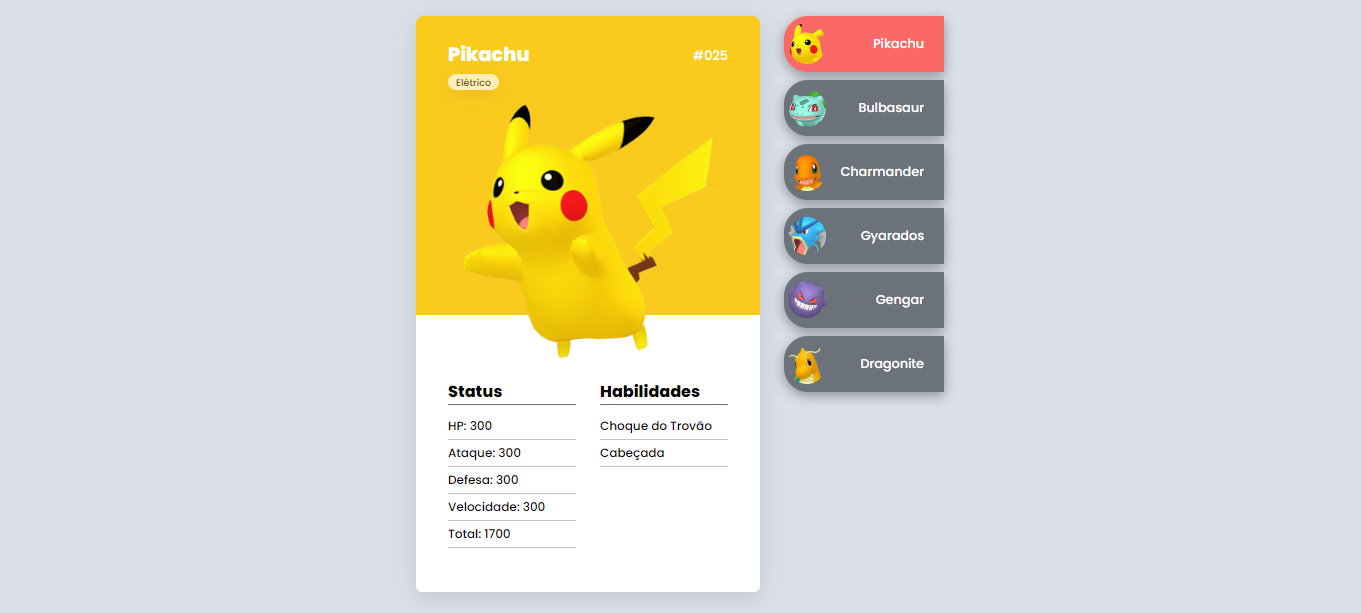 Pikachu
#025
Elétrico
Status
HP: 300
Ataque: 300
Defesa: 300
Velocidade: 300
Total: 1700
Habilidades
Choque do Trovão
Cabeçada
Pikachu
Bulbasaur
Charmander
Gyarados
Gengar
Dragonite